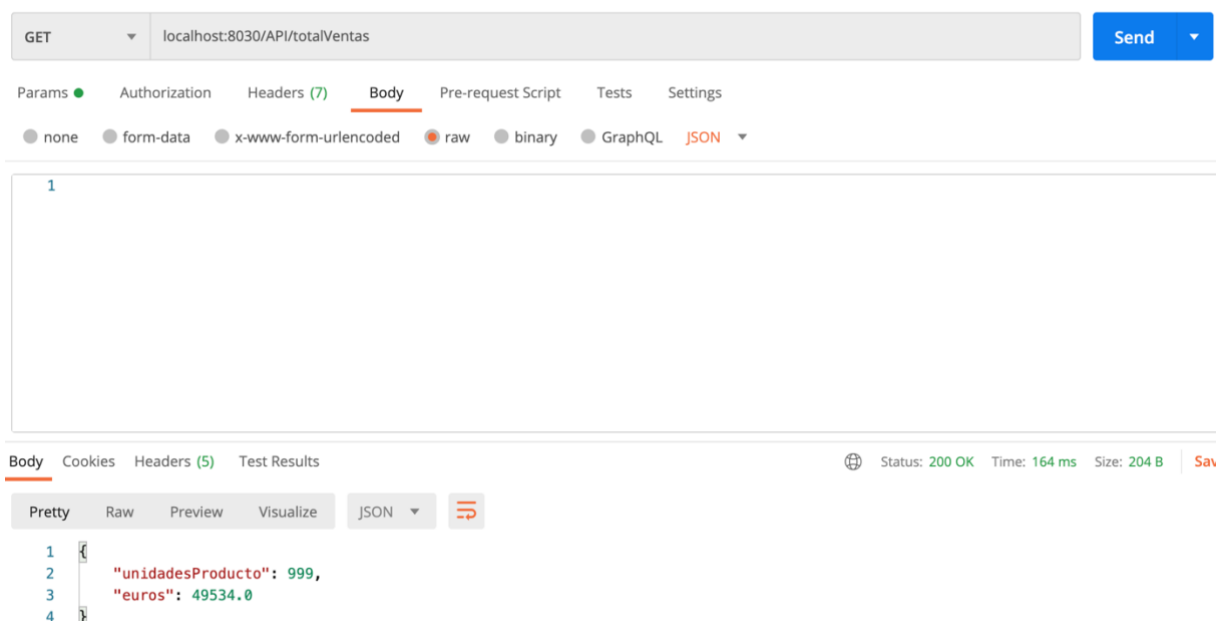 GET localhost:8030/API/totalVentas Send
Params Authorization Headers (7) Body Pre-request Script Tests Settings
none form-data x-www-form-urlencoded raw binary GraphQL JSON
1
Body Cookies Headers (5) Test Results Status: 200 OK Time: 164 ms Size: 204 B Sav
Pretty Raw Preview Visualize JSON
1 {
2 "unidadesProducto": 999,
3 "euros": 49534.0
4 }